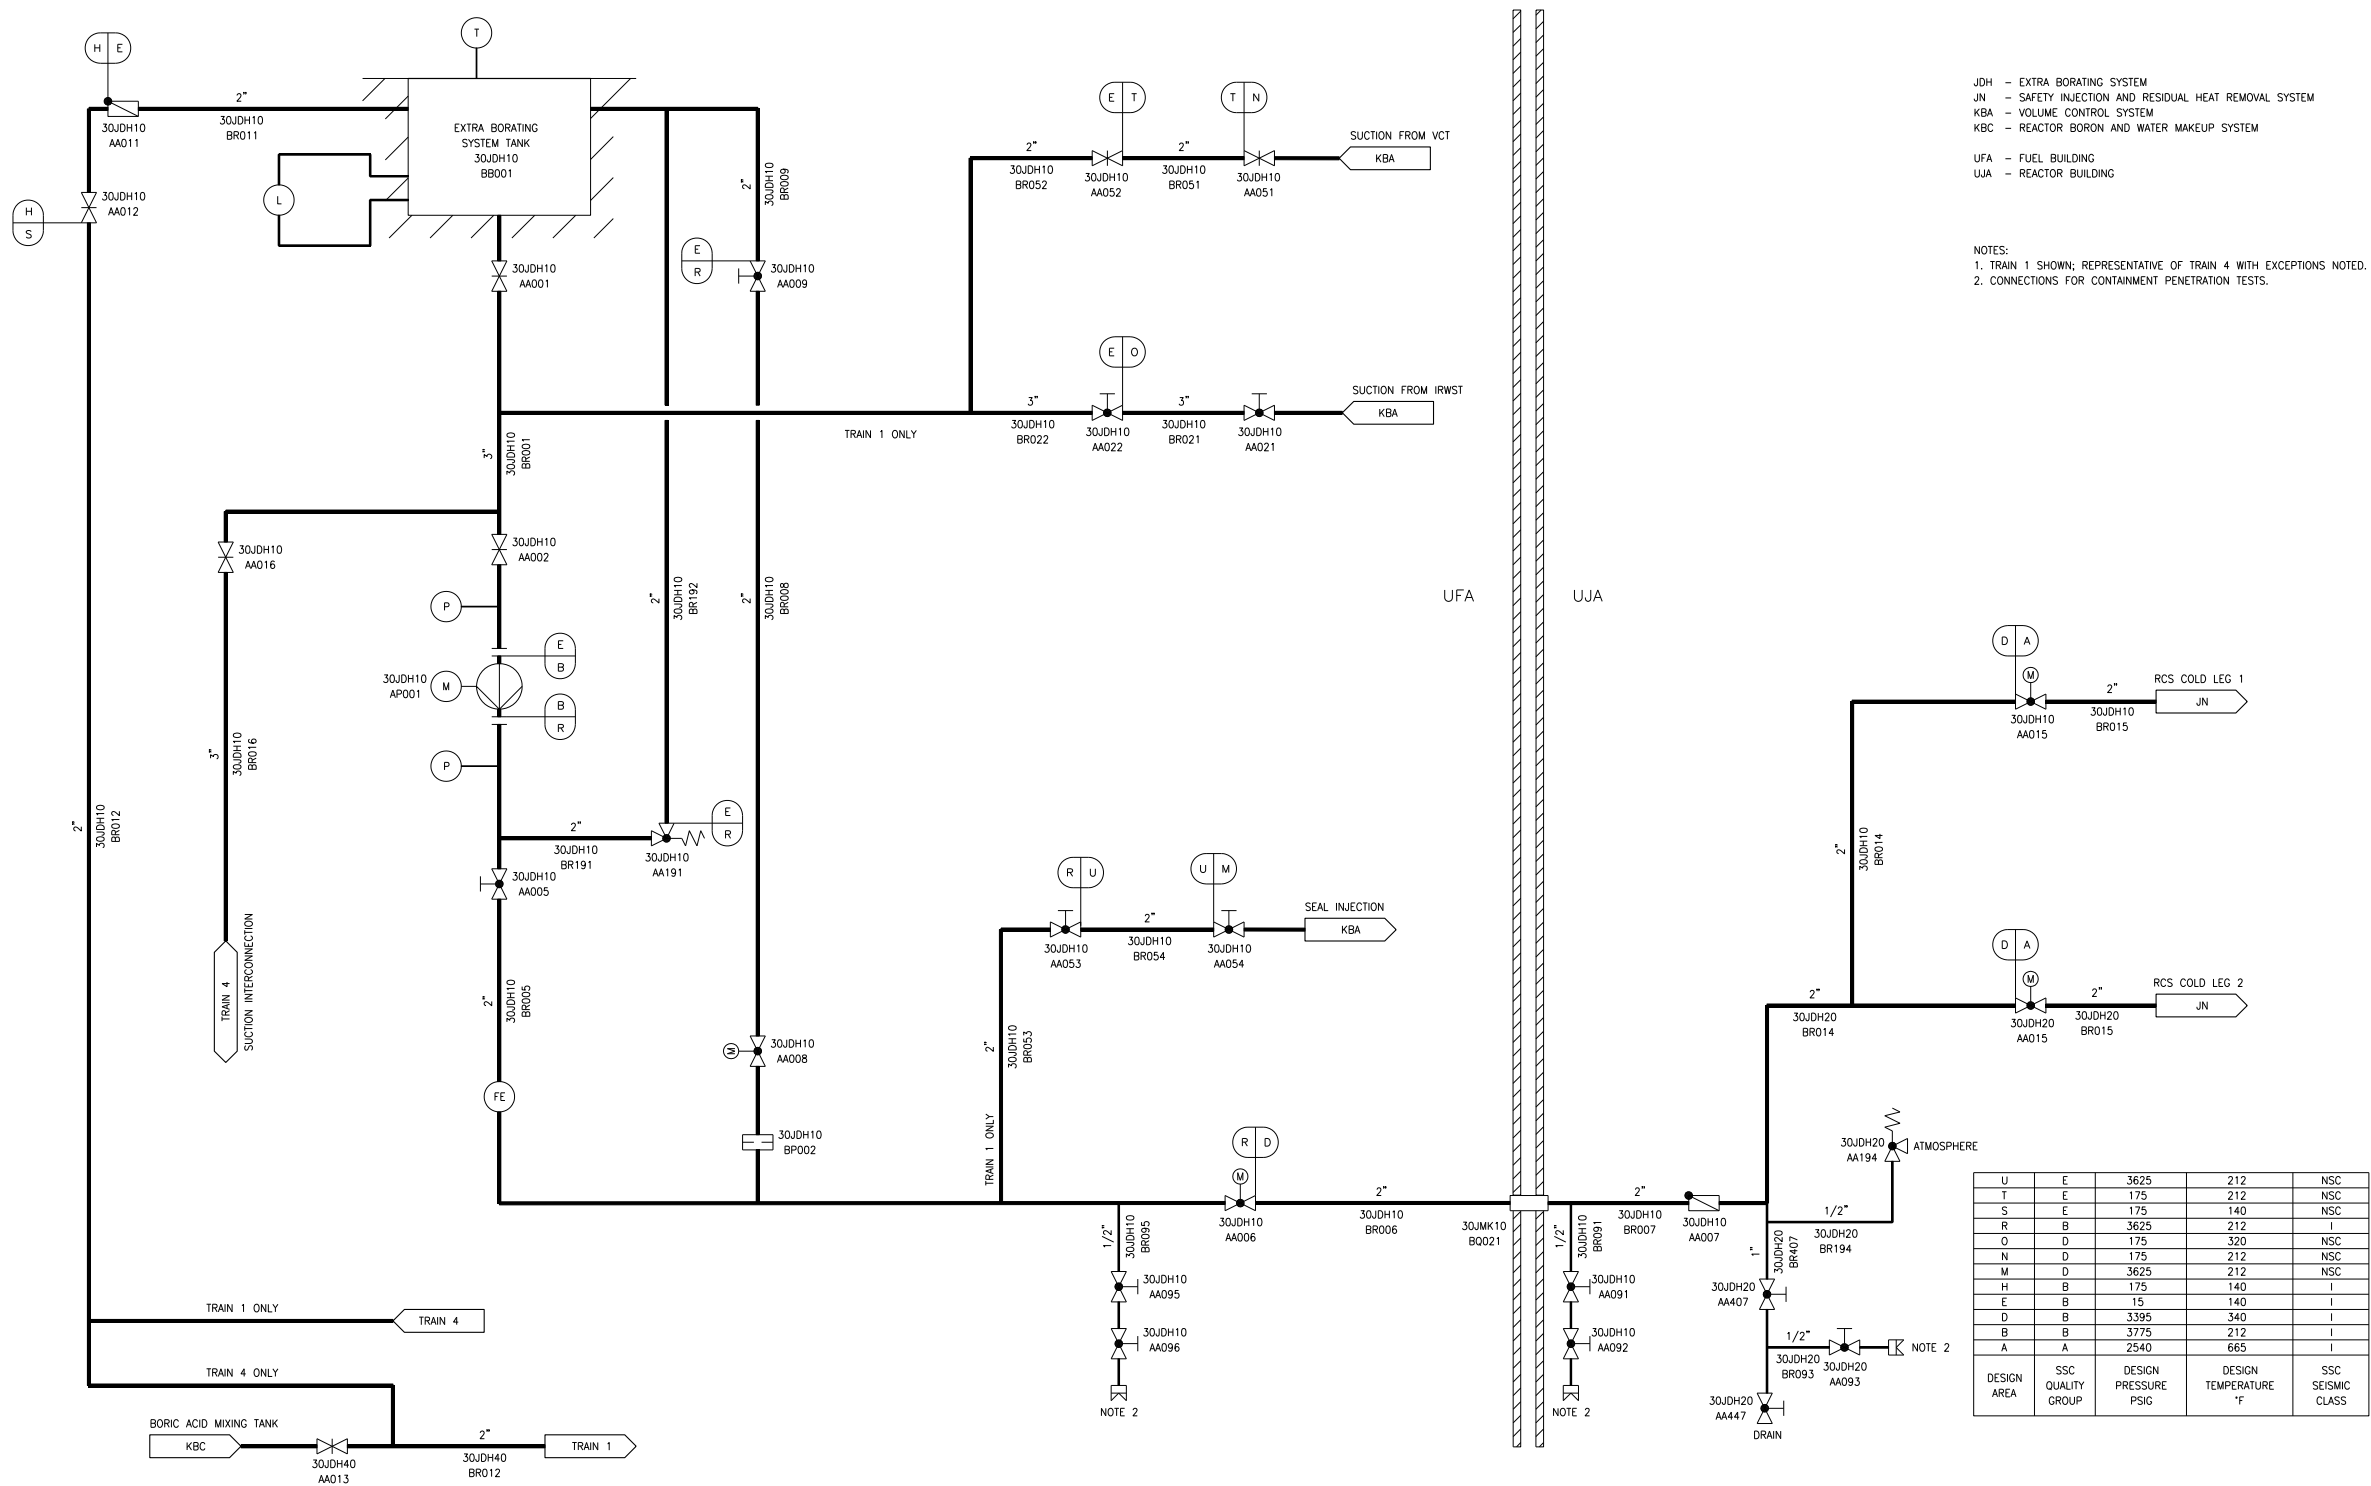 H E
T
2"
30JDH10
BR011
30JDH10
AA011
EXTRA BORATING
SYSTEM TANK
30JDH10
BB001
L
30JDH10
AA012
H
S
2"
30JDH10
BR009
E
R
30JDH10
AA001
30JDH10
AA009
E T
T N
SUCTION FROM VCT
KBA
2"
30JDH10
BR052
30JDH10
AA052
2"
30JDH10
BR051
30JDH10
AA051
E O
SUCTION FROM IRWST
KBA
3"
30JDH10
BR022
30JDH10
AA022
3"
30JDH10
BR021
30JDH10
AA021
TRAIN 1 ONLY
3"
30JDH10
BR001
30JDH10
AA016
30JDH10
AA002
P
E
B
30JDH10
AP001
M
B
R
P
2"
30JDH10
BR192
2"
30JDH10
BR008
3"
30JDH10
BR016
2"
30JDH10
BR012
2"
30JDH10
BR191
30JDH10
AA191
E
R
30JDH10
AA005
TRAIN 4
SUCTION INTERCONNECTION
2"
30JDH10
BR005
FE
M
30JDH10
AA008
30JDH10
BP002
R U
U M
SEAL INJECTION
KBA
30JDH10
AA053
2"
30JDH10
BR054
30JDH10
AA054
2"
30JDH10
BR053
TRAIN 1 ONLY
R D
M
30JDH10
AA006
2"
30JDH10
BR006
30JMK10
BQ021
1/2"
30JDH10
BR095
30JDH10
AA095
30JDH10
AA096
NOTE 2
TRAIN 1 ONLY
TRAIN 4
TRAIN 4 ONLY
BORIC ACID MIXING TANK
KBC
30JDH40
AA013
2"
30JDH40
BR012
TRAIN 1
UFA
UJA
1/2"
30JDH10
BR091
30JDH10
AA091
30JDH10
AA092
NOTE 2
2"
30JDH10
BR007
30JDH10
AA007
D A
M
RCS COLD LEG 1
JN
30JDH10
AA015
2"
30JDH10
BR015
2"
30JDH10
BR014
D A
M
RCS COLD LEG 2
JN
2"
30JDH20
BR014
30JDH20
AA015
2"
30JDH20
BR015
30JDH20
AA194
ATMOSPHERE
1/2"
30JDH20
BR194
1"
30JDH20
BR407
30JDH20
AA407
1/2"
30JDH20
BR093
30JDH20
AA093
NOTE 2
30JDH20
AA447
DRAIN
JDH - EXTRA BORATING SYSTEM
JN - SAFETY INJECTION AND RESIDUAL HEAT REMOVAL SYSTEM
KBA - VOLUME CONTROL SYSTEM
KBC - REACTOR BORON AND WATER MAKEUP SYSTEM
UFA - FUEL BUILDING
UJA - REACTOR BUILDING
NOTES:
1. TRAIN 1 SHOWN; REPRESENTATIVE OF TRAIN 4 WITH EXCEPTIONS NOTED.
2. CONNECTIONS FOR CONTAINMENT PENETRATION TESTS.
U E 3625 212 NSC
T E 175 212 NSC
S E 175 140 NSC
R B 3625 212 I
O D 175 320 NSC
N D 175 212 NSC
M D 3625 212 NSC
H B 175 140 I
E B 15 140 I
D B 3395 340 I
B B 3775 212 I
A A 2540 665 I
DESIGN
AREA
SSC
QUALITY
GROUP
DESIGN
PRESSURE
PSIG
DESIGN
TEMPERATURE
°F
SSC
SEISMIC
CLASS